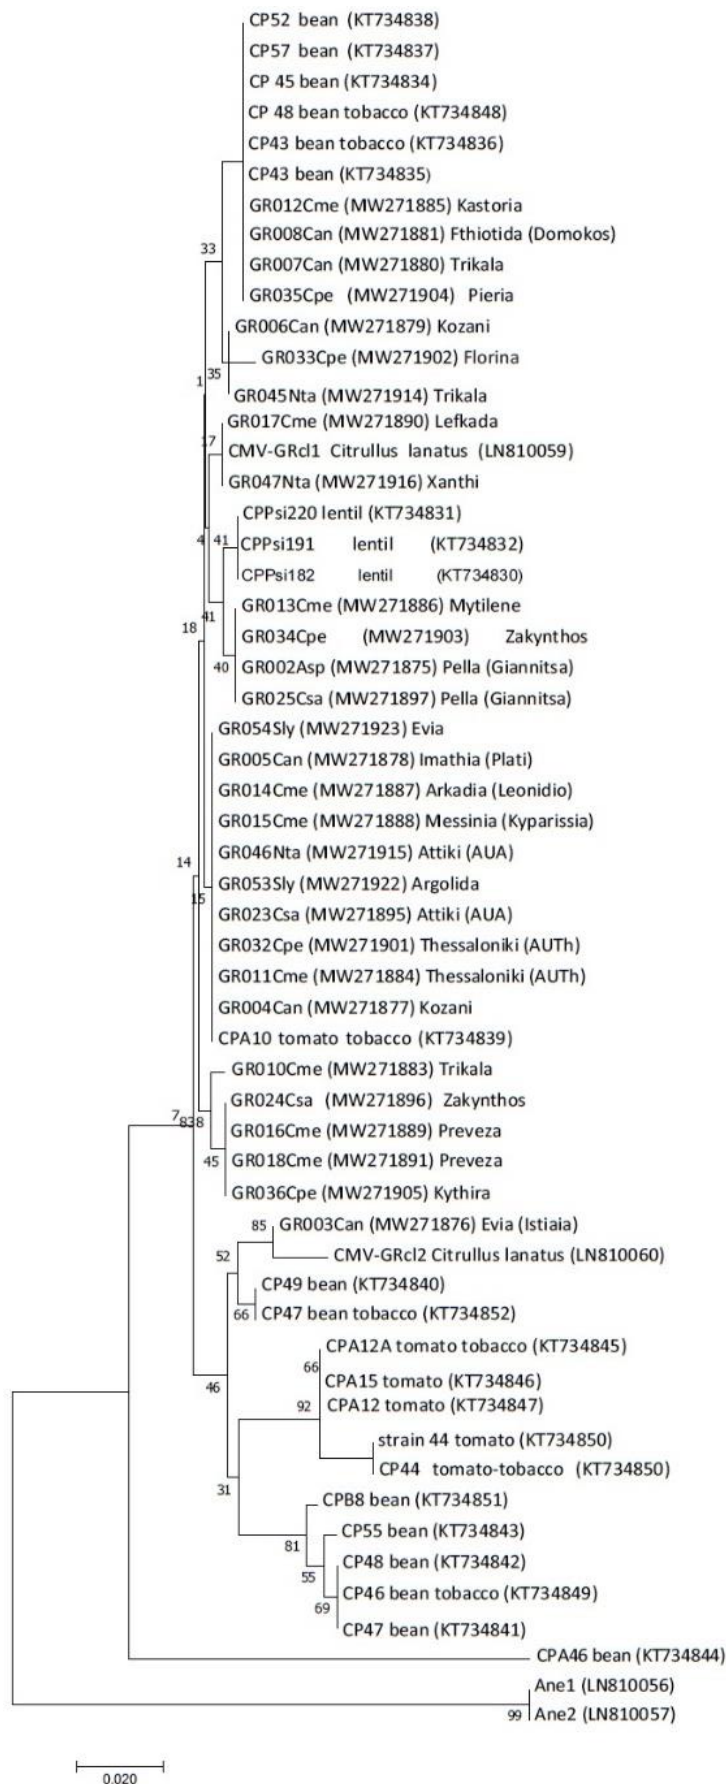 CP52 bean (KT734838)
CP57 bean (KT734837)
CP 45 bean (KT734834)
CP 48 bean tobacco (KT734848)
CP43 bean tobacco (KT734836)
CP43 bean (KT734835)
GR012Cme (MW271885) Kastoria
GR008Can (MW271881) Fthiotida (Domokos)
33
GR007Can (MW271880) Trikala
GR035Cpe (MW271904) Pieria
GR006Can (MW271879) Kozani
GR033Cpe (MW271902) Florina
35
1
GR045Nta (MW271914) Trikala
GR017Cme (MW271890) Lefkada
17
CMV-GRcl1 Citrullus lanatus (LN810059)
GR047Nta (MW271916) Xanthi
CPPsi220 lentil (KT734831)
4
41
CPPsi191 lentil (KT734832)
CPPsi182 lentil (KT734830)
GR013Cme (MW271886) Mytilene
41
18
GR034Cpe (MW271903) Zakynthos
40
GR002Asp (MW271875) Pella (Giannitsa)
GR025Csa (MW271897) Pella (Giannitsa)
GR054Sly (MW271923) Evia
GR005Can (MW271878) Imathia (Plati)
GR014Cme (MW271887) Arkadia (Leonidio)
GR015Cme (MW271888) Messinia (Kyparissia)
GR046Nta (MW271915) Attiki (AUA)
14
GR053Sly (MW271922) Argolida
15
GR023Csa (MW271895) Attiki (AUA)
GR032Cpe (MW271901) Thessaloniki (AUTh)
GR011Cme (MW271884) Thessaloniki (AUTh)
GR004Can (MW271877) Kozani
CPA10 tomato tobacco (KT734839)
GR010Cme (MW271883) Trikala
GR024Csa (MW271896) Zakynthos
7
GR016Cme (MW271889) Preveza
45
GR018Cme (MW271891) Preveza
GR036Cpe (MW271905) Kythira
85
GR003Can (MW271876) Evia (Istiaia)
52
CMV-GRcl2 Citrullus lanatus (LN810060)
CP49 bean (KT734840)
66
CP47 bean tobacco (KT734852)
CPA12A tomato tobacco (KT734845)
66
46
CPA15 tomato (KT734846)
92
CPA12 tomato (KT734847)
strain 44 tomato (KT734850)
CP44 tomato-tobacco (KT734850)
31
CPB8 bean (KT734851)
CP55 bean (KT734843)
81
CP48 bean (KT734842)
55
CP46 bean tobacco (KT734849)
69
CP47 bean (KT734841)
CPA46 bean (KT734844)
Ane1 (LN810056)
99
Ane2 (LN810057)
0.020